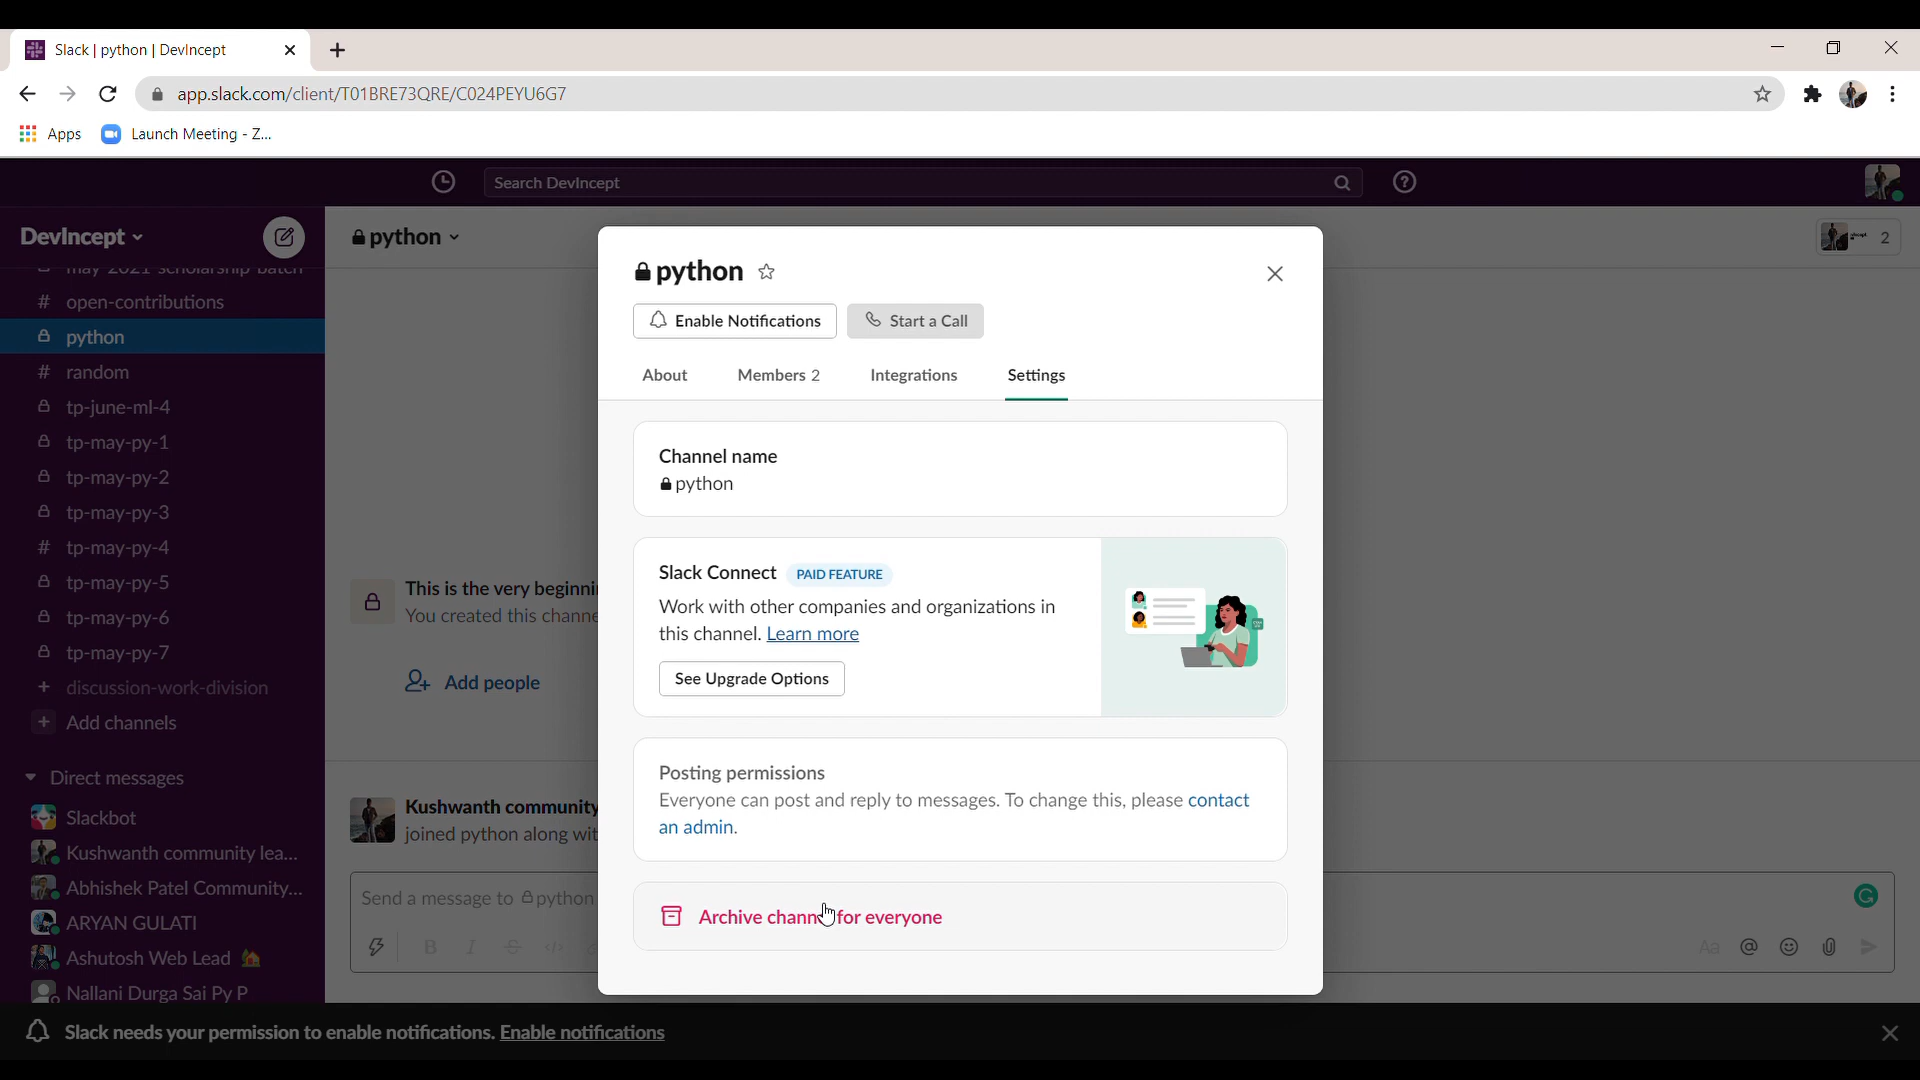 Slack | python | DevIncept
app.slack.com/client/T01BRE73QRE/C024PEYU6G7
Apps
Launch Meeting - Z...
Search DevIncept
DevIncept
may-2021-scholarship-batch
# open-contributions
python
# random
tp-june-ml-4
tp-may-py-1
tp-may-py-2
tp-may-py-3
# tp-may-py-4
tp-may-py-5
tp-may-py-6
tp-may-py-7
+ discussion-work-division
+ Add channels
Direct messages
Slackbot
Kushwanth community lea...
Abhishek Patel Community...
ARYAN GULATI
Ashutosh Web Lead
Nallani Durga Sai Py P
python
2
This is the very
You created this
Add people
Kushwanth community
joined python along
Send a message to python
B I S </>
Aa @
python
Enable Notifications
Start a Call
About
Members 2
Integrations
Settings
Channel name
python
Slack Connect PAID FEATURE
Work with other companies and organizations in
this channel. Learn more
See Upgrade Options
Posting permissions
Everyone can post and reply to messages. To change this, please contact
an admin.
Archive channel for everyone
Slack needs your permission to enable notifications. Enable notifications